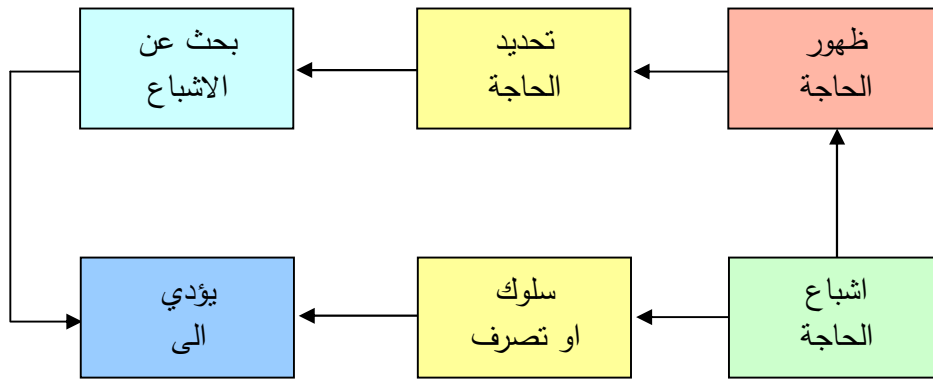 ظهور
الحاجة
تحديد
الحاجة
بحث عن
الاشباع
اشباع
الحاجة
سلوك
او تصرف
يؤدي
الى